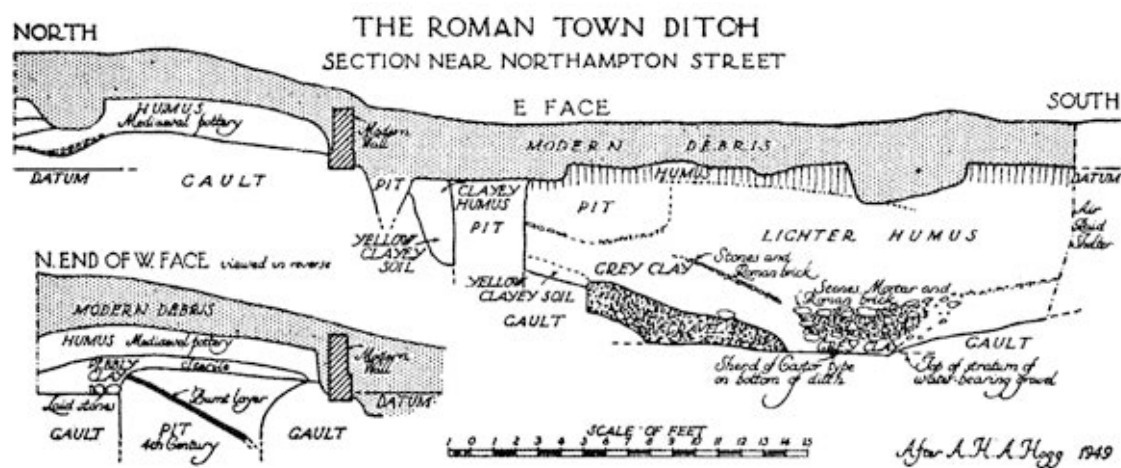 THE ROMAN TOWN DITCH
SECTION NEAR NORTHAMPTON STREET
NORTH
E FACE
SOUTH
HUMUS
Mediaeval pottery
Modern
Wall
MODERN DEBRIS
DATUM
GAULT
PIT
CLAYEY
HUMUS
HUMUS
PIT
PIT
DATUM
YELLOW
CLAYEY
SOIL
LIGHTER HUMUS
Air
Raid
Shelter
GREY CLAY
Stones and
Roman brick
YELLOW
CLAYEY SOIL
Stones Mortar and
Roman brick
GAULT
GREY CLAY
GAULT
Sherd of Castor type
on bottom of ditch
Top of stratum of
water-bearing gravel
N. END OF W. FACE viewed in reverse
MODERN DEBRIS
HUMUS Mediaeval pottery
PEBBLY
CLAY
Modern
Wall
Burnt layer
Laid stones
DATUM
GAULT
PIT
4th Century
GAULT
SCALE OF FEET
1 0 1 2 3 4 5 6 7 8 9 10 11 12 13 14 15
After A.H.A. Hogg 1949